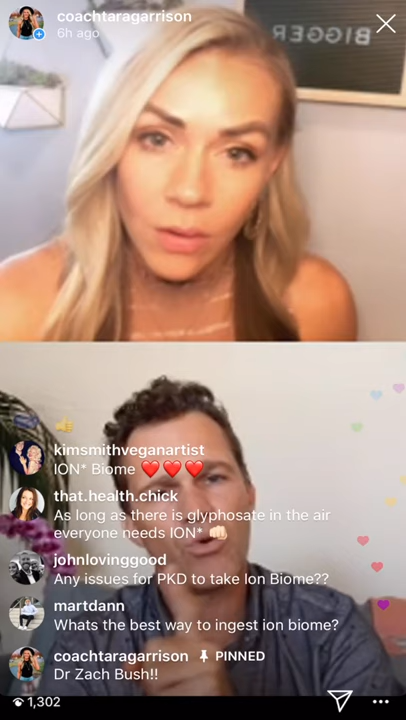 coachtaragarrison
6h ago
BIGGER
kimsmithveganartist
ION* Biome ❤️❤️❤️
that.health.chick
As long as there is glyphosate in the air
everyone needs ION* 👊🏼
johnlovinggood
Any issues for PKD to take Ion Biome??
martdann
Whats the best way to ingest ion biome?
coachtaragarrison PINNED
Dr Zach Bush!!
1,302